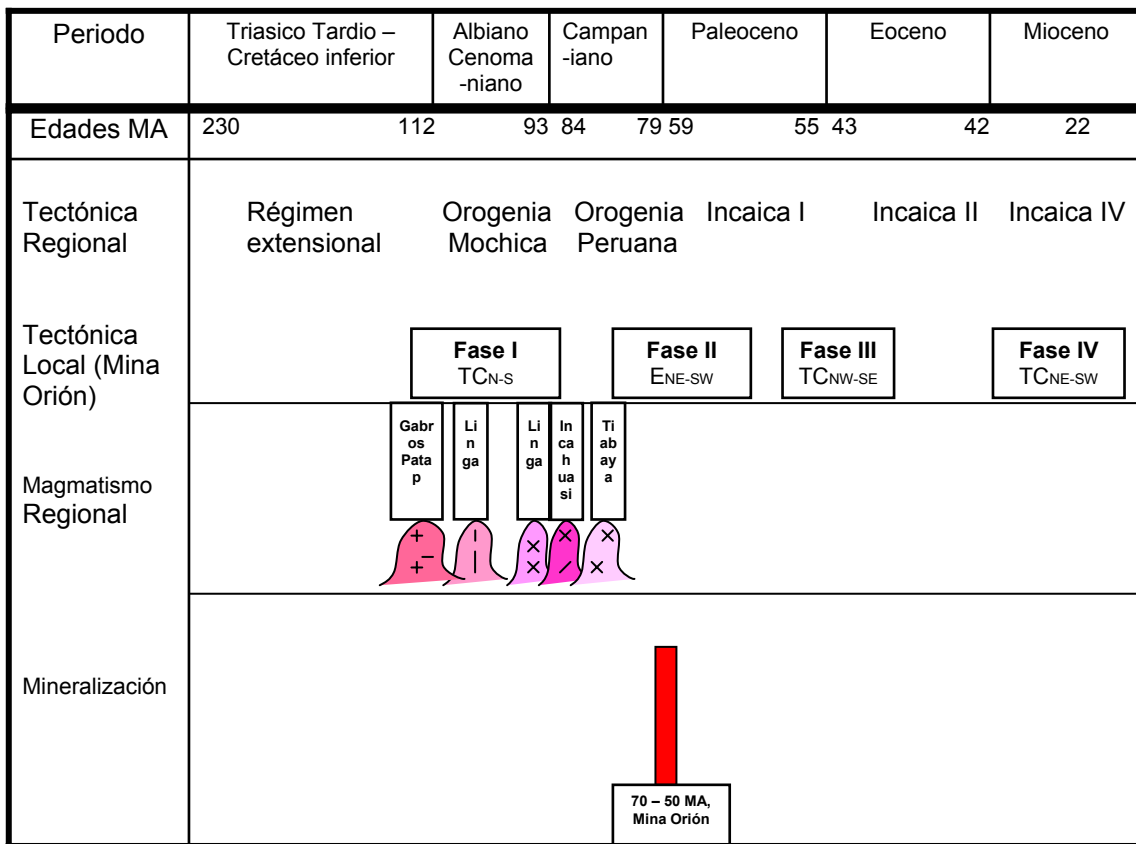 Periodo
Triasico Tardio –
Cretáceo inferior
Albiano
Cenoma
-niano
Campan
-iano
Paleoceno
Eoceno
Mioceno
Edades MA
230 112 93 84 79 59 55 43 42 22
Tectónica
Regional
Régimen
extensional
Orogenia
Mochica
Orogenia
Peruana
Incaica I
Incaica II
Incaica IV
Tectónica
Local (Mina
Orión)
Fase I
TCN-S
Fase II
ENE-SW
Fase III
TCNW-SE
Fase IV
TCNE-SW
Magmatismo
Regional
Gabr
os
Pata
p
Li
n
ga
Li
n
ga
In
ca
h
ua
si
Ti
ab
ay
a
Mineralización
70 – 50 MA,
Mina Orión